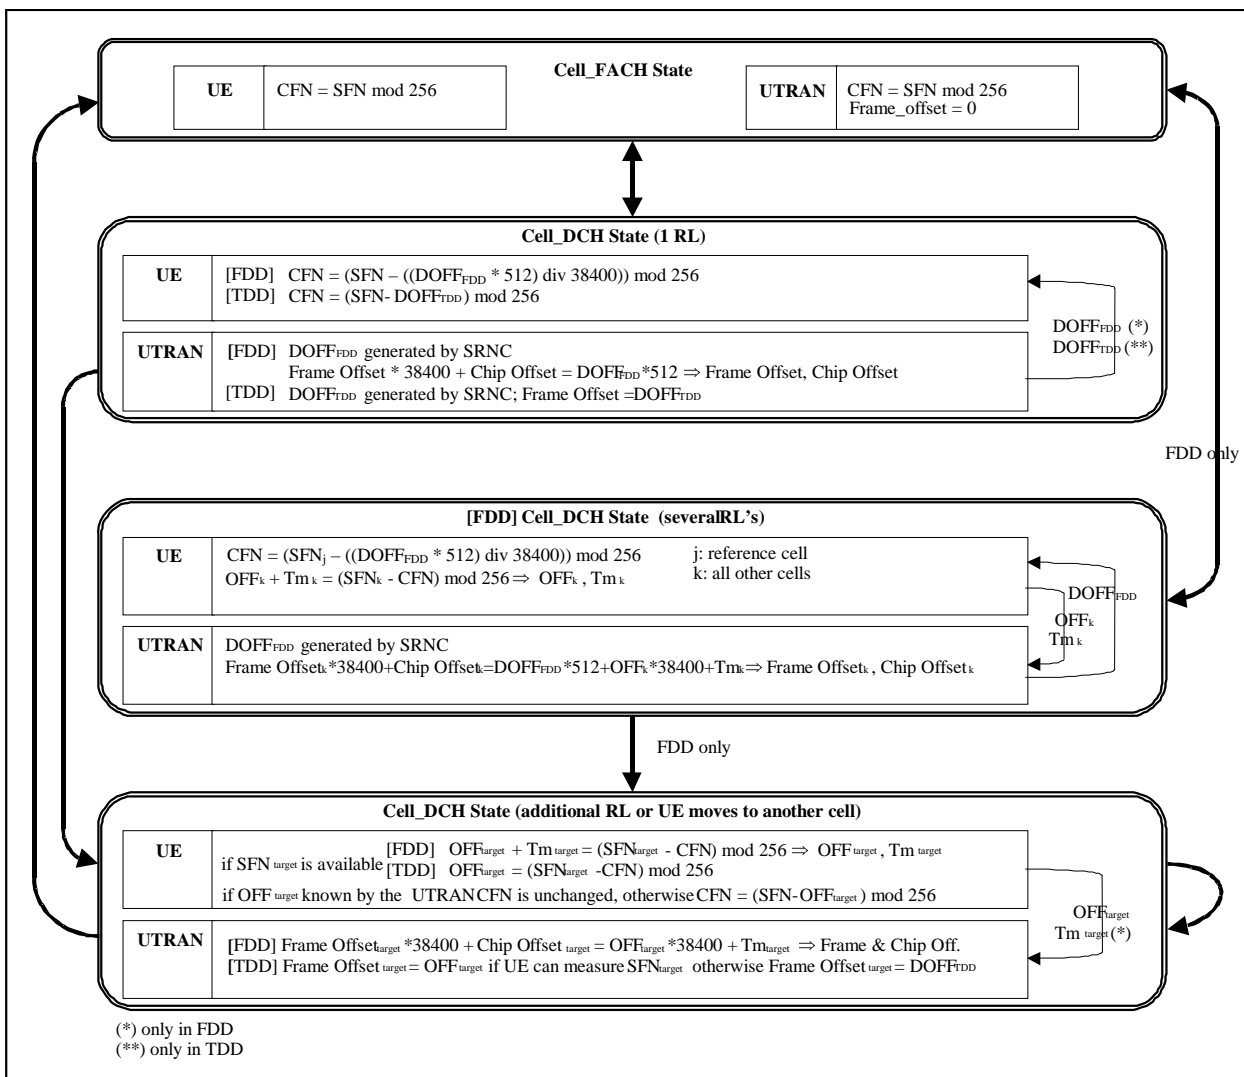 Cell_FACH State
UE CFN = SFN mod 256
UTRAN CFN = SFN mod 256
Frame_offset = 0
Cell_DCH State (1 RL)
UE [FDD] CFN = (SFN – ((DOFFFDD * 512) div 38400)) mod 256
[TDD] CFN = (SFN- DOFFTDD) mod 256
UTRAN [FDD] DOFFFDD generated by SRNC
Frame Offset * 38400 + Chip Offset = DOFFFDD *512 ⇒ Frame Offset, Chip Offset
[TDD] DOFFTDD generated by SRNC; Frame Offset =DOFFTDD
DOFFFDD (*)
DOFFTDD (**)
FDD only
[FDD] Cell_DCH State (several RL's)
UE CFN = (SFNj – ((DOFFFDD * 512) div 38400)) mod 256 j: reference cell
OFFk + Tmk = (SFNk - CFN) mod 256 ⇒ OFFk , Tmk k: all other cells
UTRAN DOFFFDD generated by SRNC
Frame Offsetk*38400+Chip Offsetk=DOFFFDD*512+OFFk*38400+Tmk⇒ Frame Offsetk, Chip Offsetk
DOFFFDD
OFFk
Tmk
FDD only
Cell_DCH State (additional RL or UE moves to another cell)
UE if SFN target is available [FDD] OFFtarget + Tm target = (SFNtarget - CFN) mod 256 ⇒ OFF target , Tm target
[TDD] OFFtarget = (SFNtarget -CFN) mod 256
if OFF target known by the UTRAN CFN is unchanged, otherwise CFN = (SFN-OFFtarget ) mod 256
UTRAN [FDD] Frame Offsettarget *38400 + Chip Offset target = OFFtarget *38400 + Tmtarget ⇒ Frame & Chip Off.
[TDD] Frame Offset target = OFF target if UE can measure SFNtarget otherwise Frame Offset target = DOFFTDD
OFFtarget
Tm target (*)
(*) only in FDD
(**) only in TDD